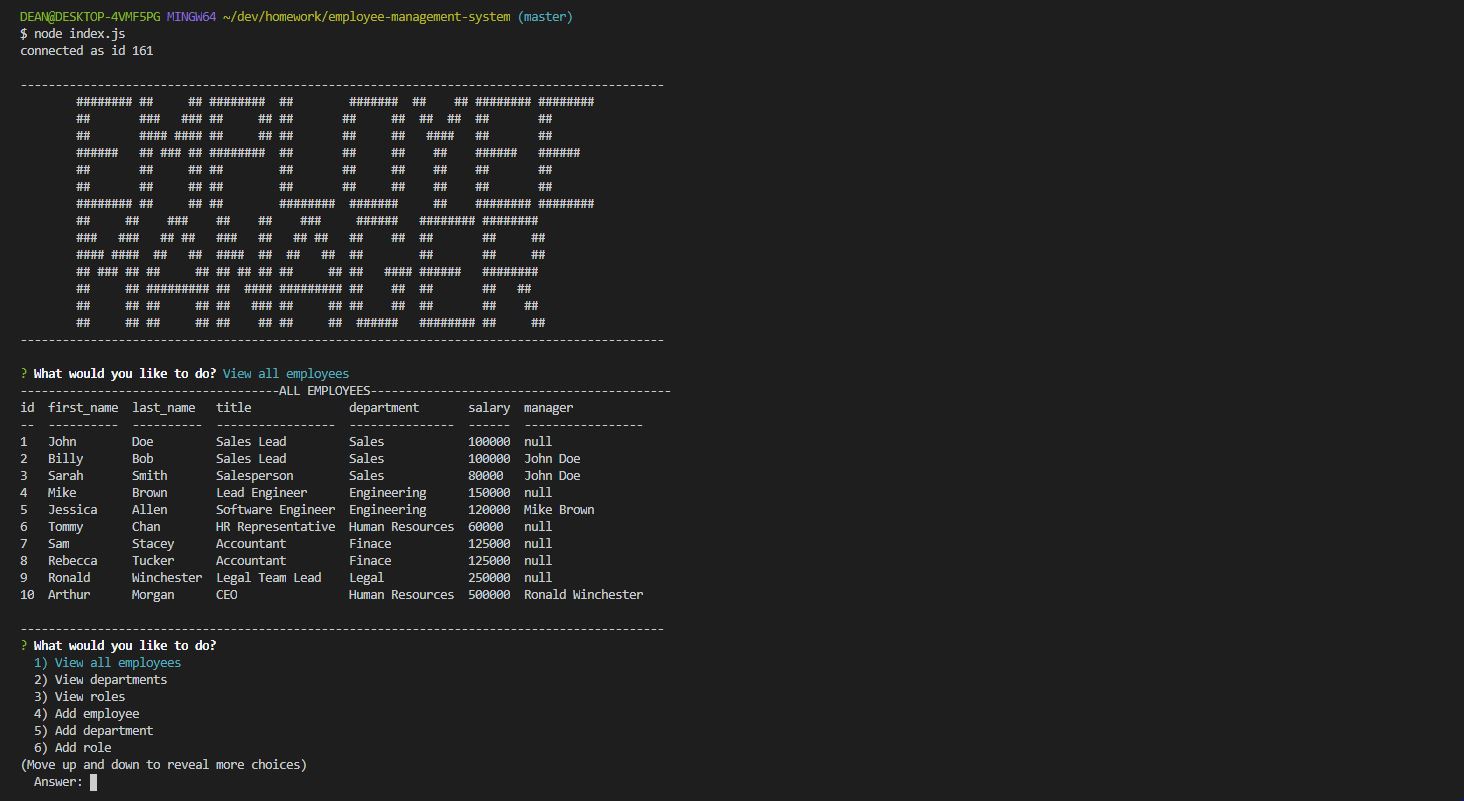 DEAN@DESKTOP-4VMF5PG MINGW64 ~/dev/homework/employee-management-system (master)
$ node index.js
connected as id 161
--------------------------------------------------------------------------------------------
EMPLOYEE
MANAGER
--------------------------------------------------------------------------------------------
? What would you like to do? View all employees
-------------------------------------ALL EMPLOYEES-------------------------------------------
id  first_name  last_name   title              department       salary  manager
--  ----------  ----------  -----------------  ---------------  ------  -----------------
1   John        Doe         Sales Lead         Sales            100000  null
2   Billy       Bob         Sales Lead         Sales            100000  John Doe
3   Sarah       Smith       Salesperson        Sales            80000   John Doe
4   Mike        Brown       Lead Engineer      Engineering      150000  null
5   Jessica     Allen       Software Engineer  Engineering      120000  Mike Brown
6   Tommy       Chan        HR Representative  Human Resources  60000   null
7   Sam         Stacey      Accountant         Finace           125000  null
8   Rebecca     Tucker      Accountant         Finace           125000  null
9   Ronald      Winchester  Legal Team Lead    Legal            250000  null
10  Arthur      Morgan      CEO                Human Resources  500000  Ronald Winchester
--------------------------------------------------------------------------------------------
? What would you like to do?
1) View all employees
2) View departments
3) View roles
4) Add employee
5) Add department
6) Add role
(Move up and down to reveal more choices)
Answer: